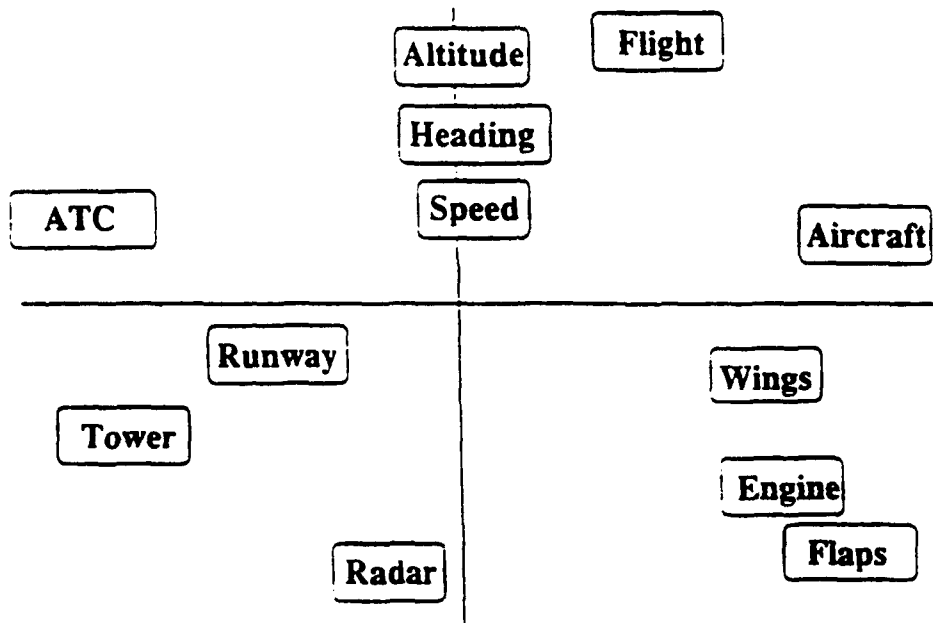 Flight
Altitude
Heading
Speed
ATC
Aircraft
Runway
Wings
Tower
Engine
Flaps
Radar